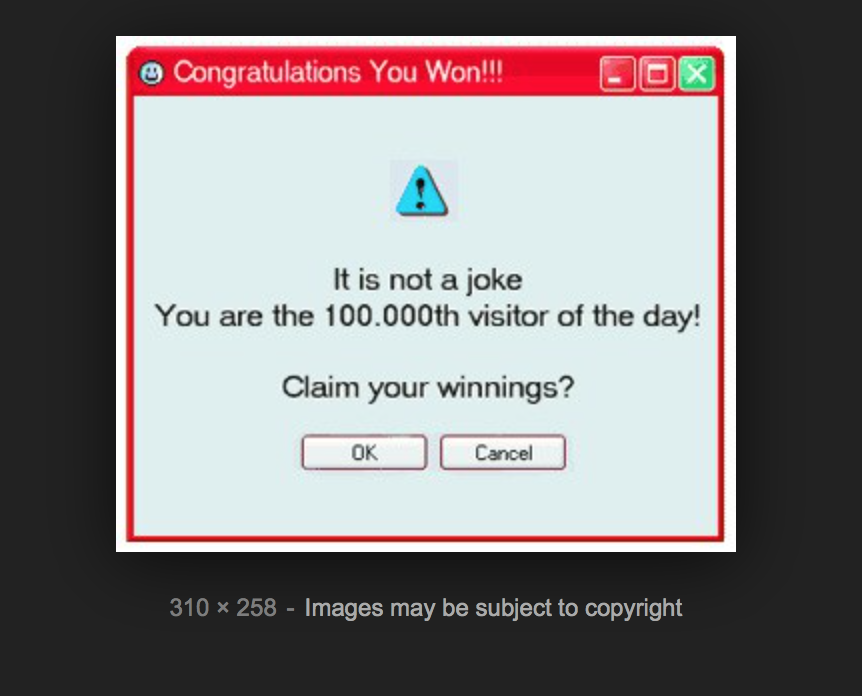 Congratulations You Won!!!
It is not a joke
You are the 100.000th visitor of the day!
Claim your winnings?
OK Cancel
310 × 258 - Images may be subject to copyright